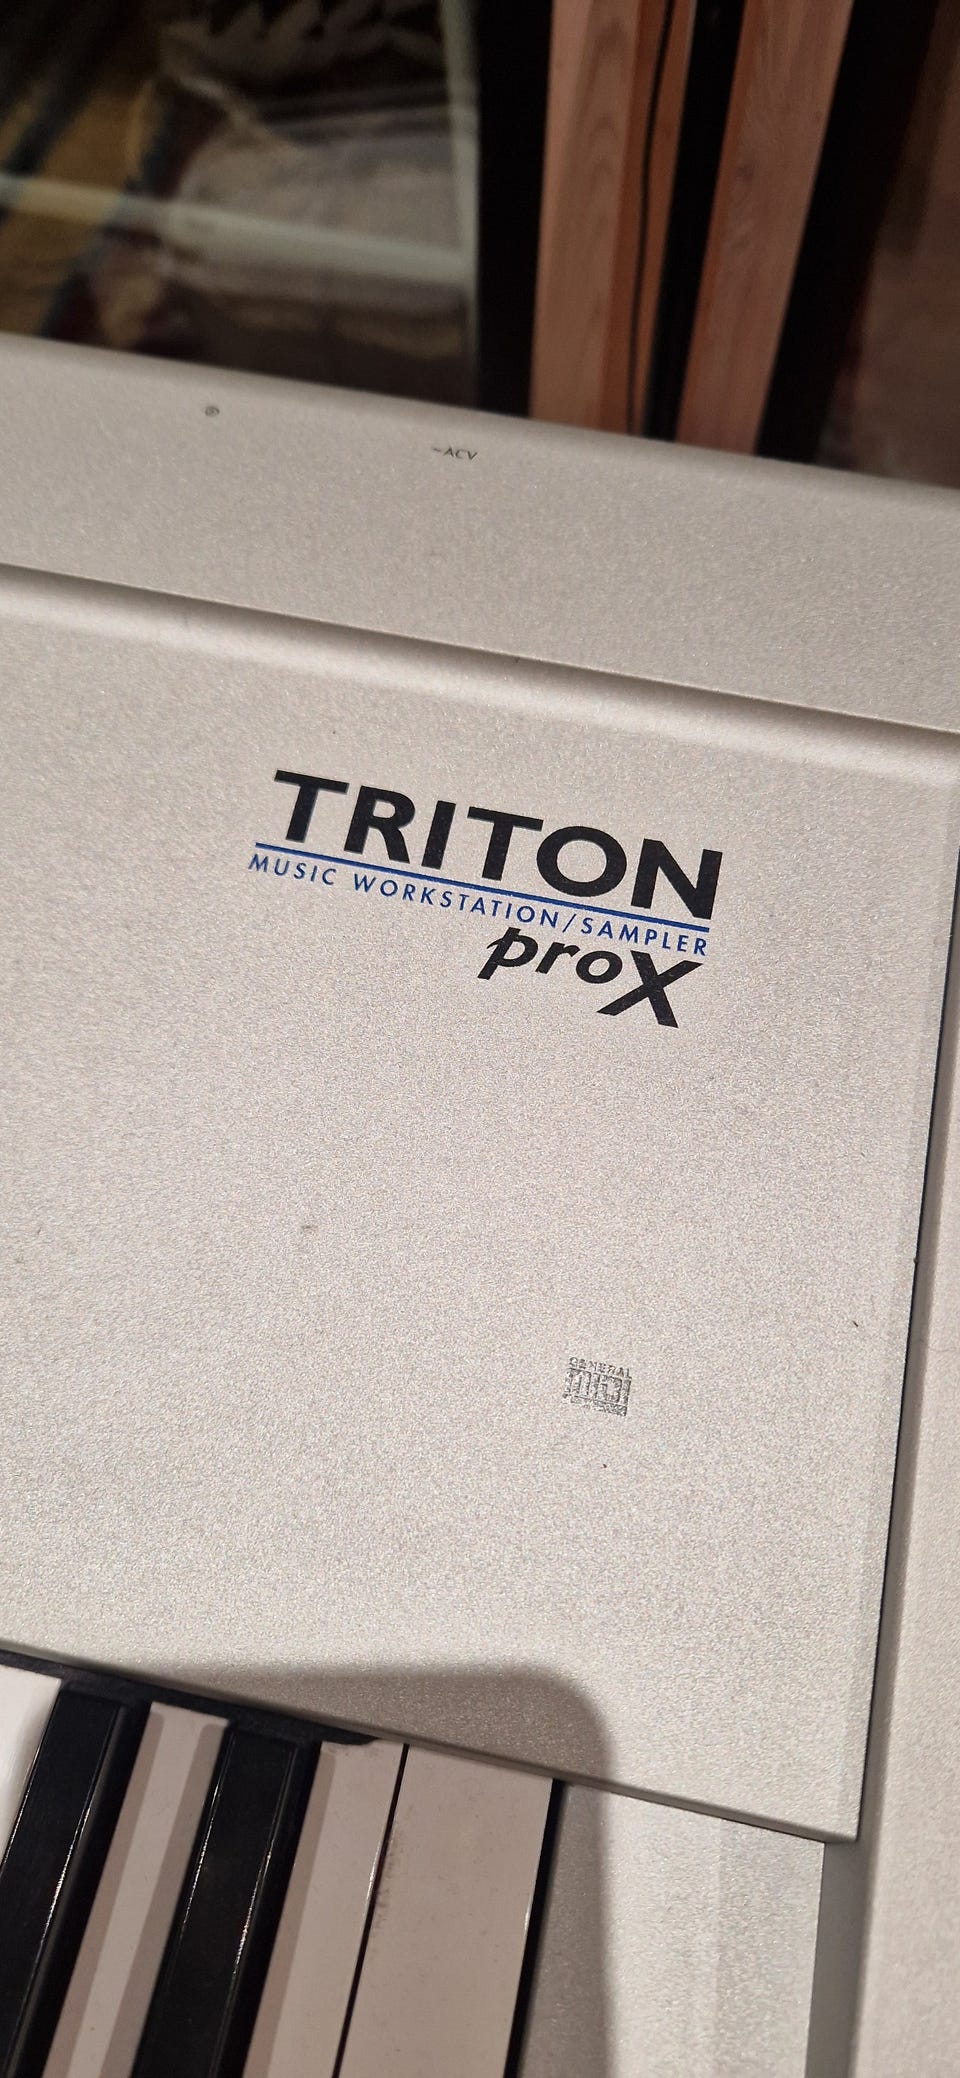 ~ACV
TRITON
MUSIC WORKSTATION/SAMPLER
proX
GENERAL
MIDI